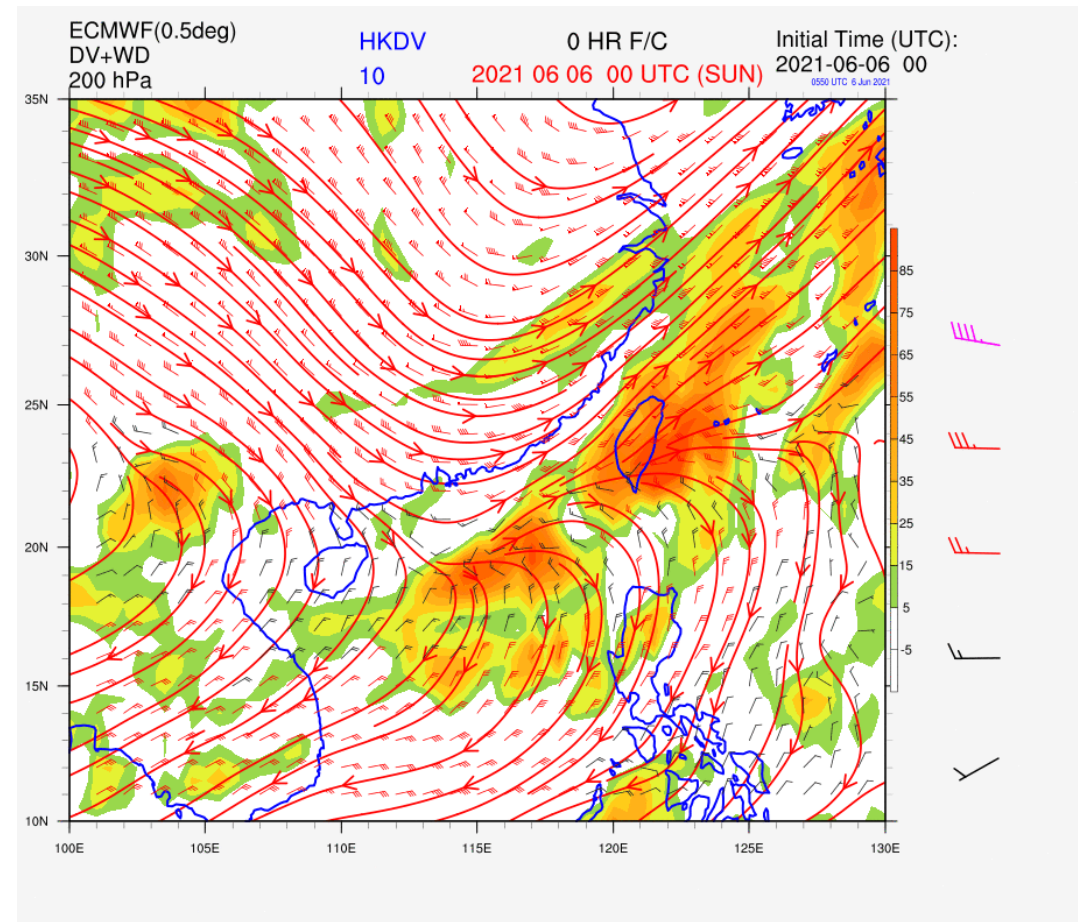 ECMWF(0.5deg)
DV+WD
200 hPa
HKDV
10
0 HR F/C
2021 06 06 00 UTC (SUN)
Initial Time (UTC):
2021-06-06 00
0550 UTC 6 Jun 2021
35N
30N
25N
20N
15N
10N
100E
105E
110E
115E
120E
125E
130E
85
75
65
55
45
35
25
15
5
-5